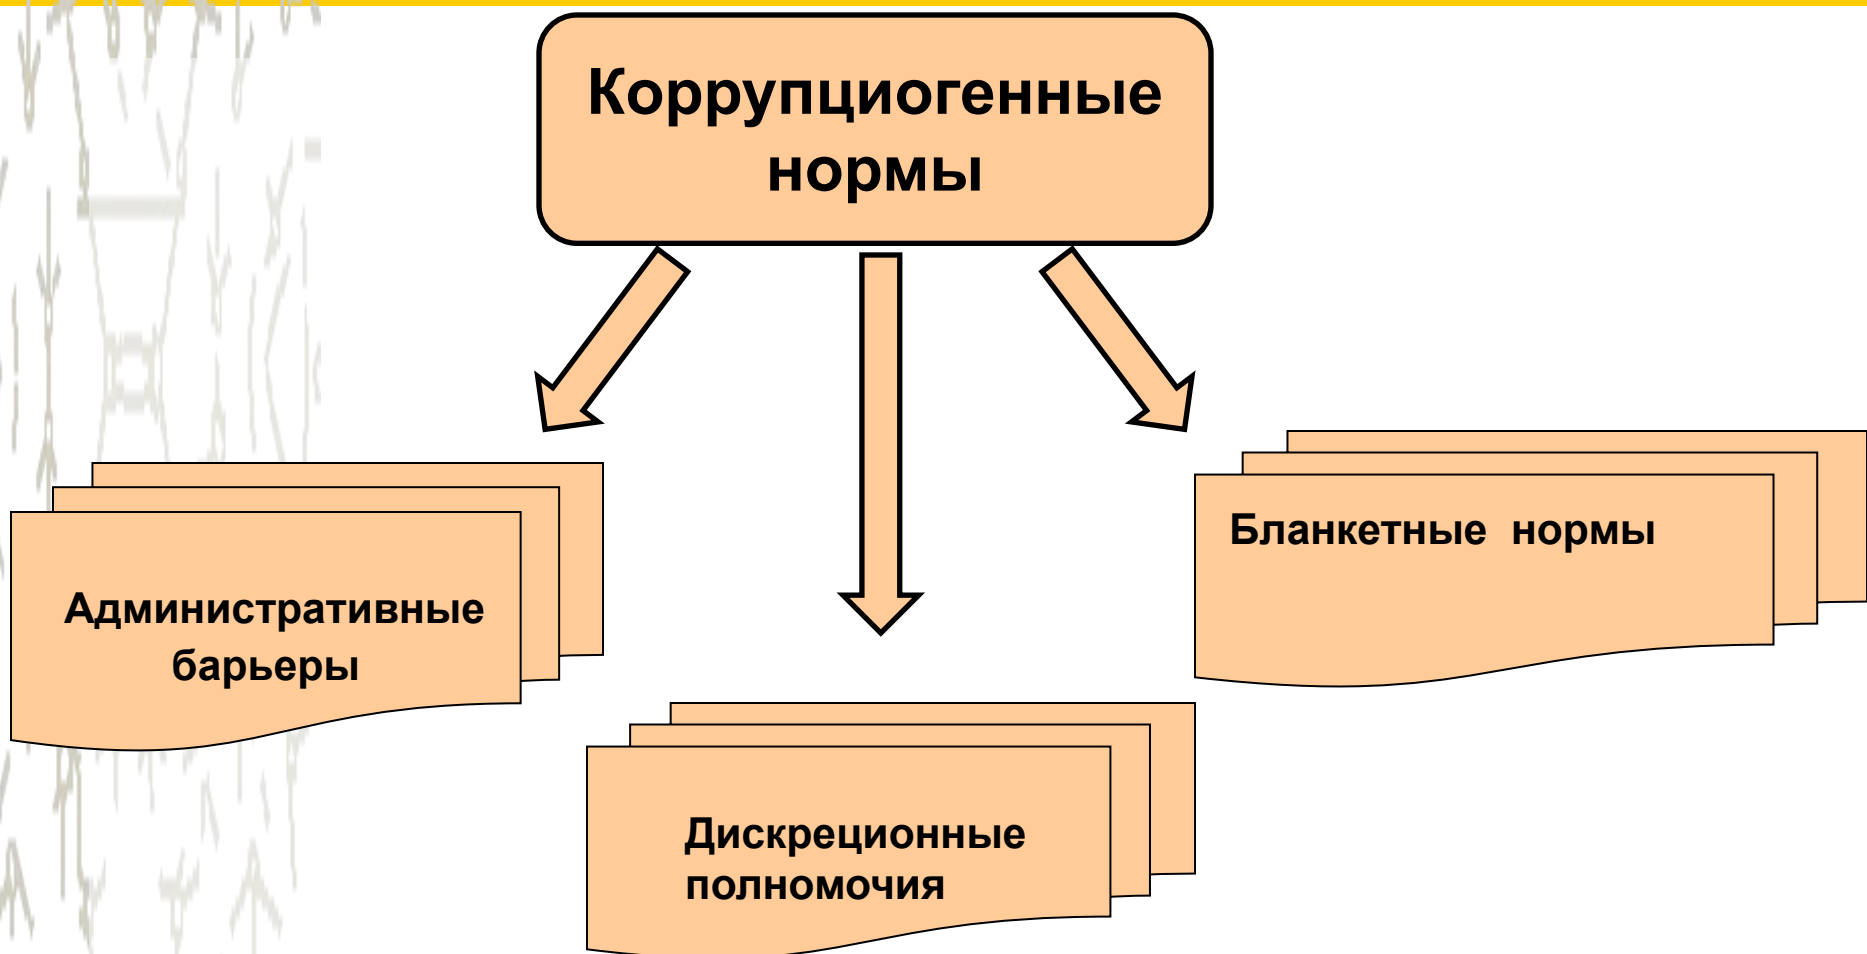 Коррупциогенные
нормы
Административные
барьеры
Дискреционные
полномочия
Бланкетные нормы